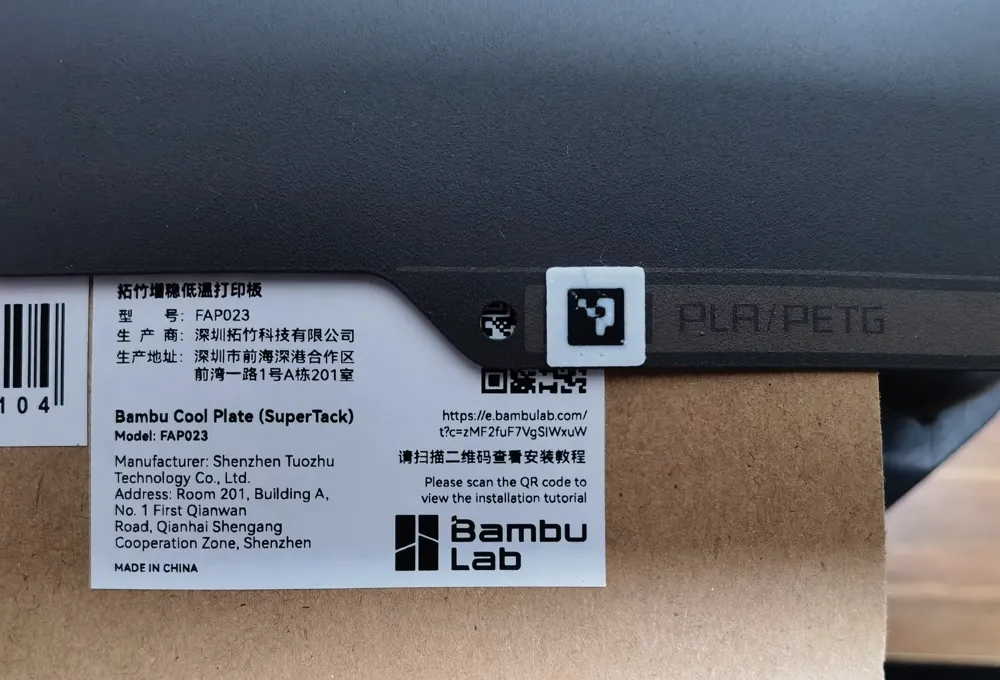 拓竹增稳低温打印板
型 号: FAP023
生 产 商: 深圳拓竹科技有限公司
生产地址: 深圳市前海深港合作区
前湾一路1号A栋201室
104
Bambu Cool Plate (SuperTack)
Model: FAP023
Manufacturer: Shenzhen Tuozhu
Technology Co., Ltd.
Address: Room 201, Building A,
No. 1 First Qianwan
Road, Qianhai Shengang
Cooperation Zone, Shenzhen
MADE IN CHINA
https://e.bambulab.com/
t?c=zMF2fuF7VgSIWxuW
请扫描二维码查看安装教程
Please scan the QR code to
view the installation tutorial
Bambu
Lab
PLA/PETG